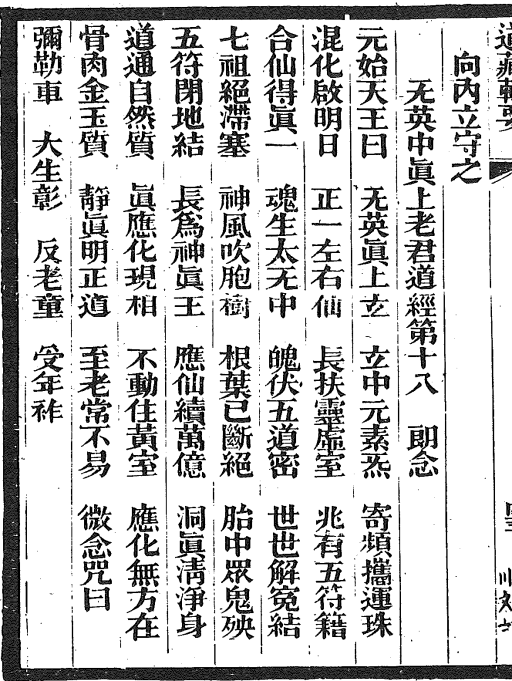 道藏輯要
向內立守之
无英中眞上老君道經第十八 卽念
元始天王曰 无英眞上玄 玄中元素炁 寄頻攜運珠
混化啟明日 正一左右仙 長扶靈虛室 兆有五符籍
合仙得眞一 魂生太无中 魄伏五道密 世世解寃結
七祖絕滯塞 神風吹胞樹 根葉已斷絕 胎中眾鬼殃
五符閉地結 長爲神眞王 應仙續萬億 洞眞淸淨身
道通自然質 眞應化現相 不動住黃室 應化無方在
骨肉金玉質 靜眞明正道 至老常不易 微念咒曰
彌勒車 大生彰 反老童 受年祚